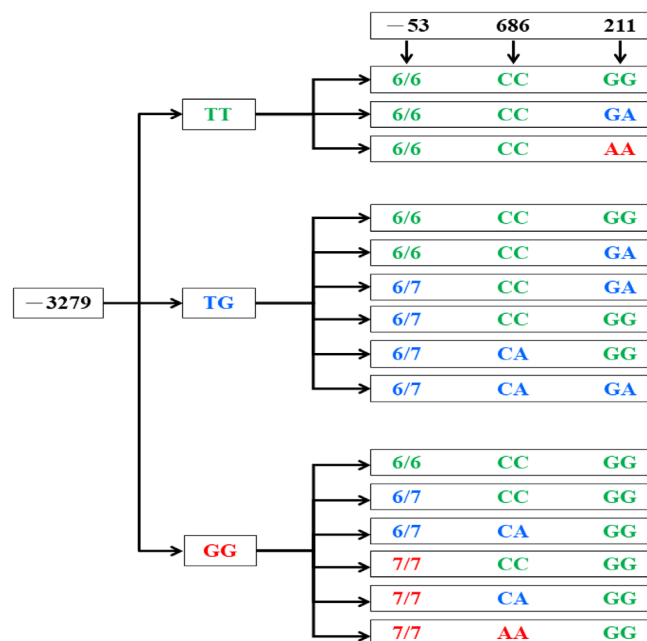 —53 686 211
6/6 CC GG
TT 6/6 CC GA
6/6 CC AA
6/6 CC GG
6/6 CC GA
6/7 CC GA
—3279 TG
6/7 CC GG
6/7 CA GG
6/7 CA GA
6/6 CC GG
6/7 CC GG
6/7 CA GG
GG
7/7 CC GG
7/7 CA GG
7/7 AA GG